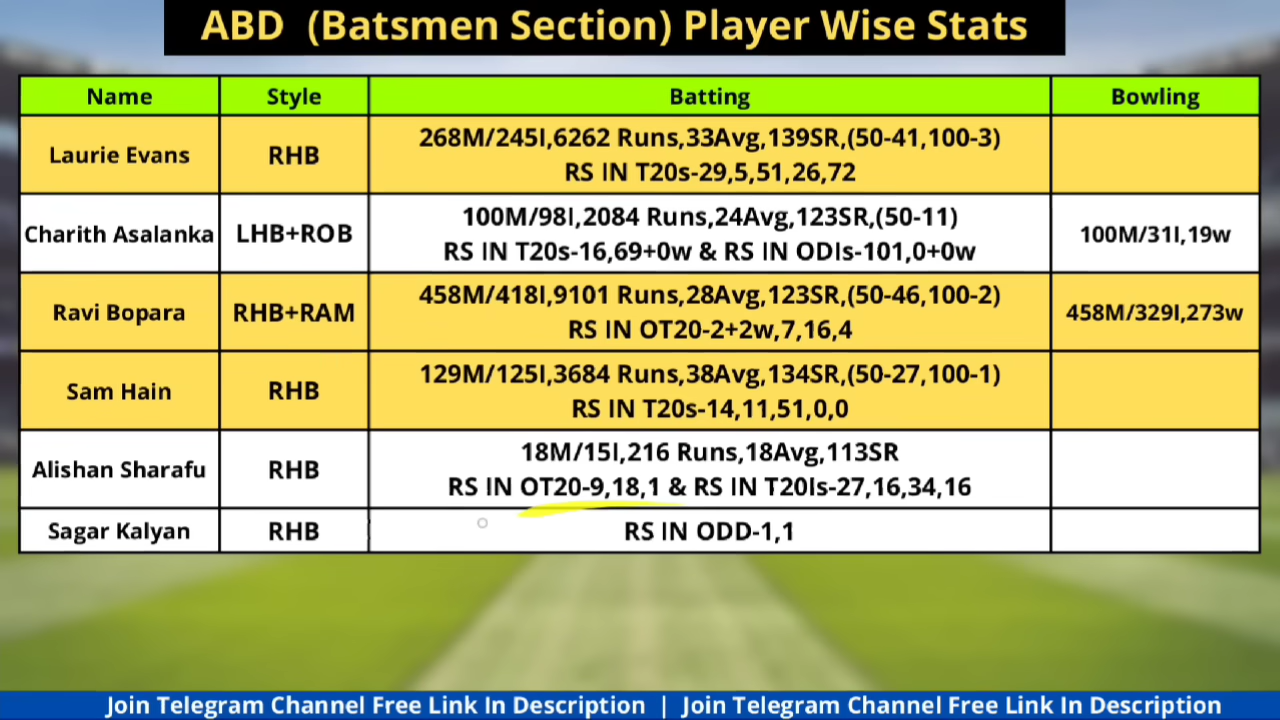 ABD (Batsmen Section) Player Wise Stats
Name Style Batting Bowling
Laurie Evans RHB 268M/245I,6262 Runs,33Avg,139SR,(50-41,100-3)
RS IN T20s-29,5,51,26,72
Charith Asalanka LHB+ROB 100M/98I,2084 Runs,24Avg,123SR,(50-11) 100M/31I,19w
RS IN T20s-16,69+0w & RS IN ODIs-101,0+0w
Ravi Bopara RHB+RAM 458M/418I,9101 Runs,28Avg,123SR,(50-46,100-2) 458M/329I,273w
RS IN OT20-2+2w,7,16,4
Sam Hain RHB 129M/125I,3684 Runs,38Avg,134SR,(50-27,100-1)
RS IN T20s-14,11,51,0,0
Alishan Sharafu RHB 18M/15I,216 Runs,18Avg,113SR
RS IN OT20-9,18,1 & RS IN T20Is-27,16,34,16
Sagar Kalyan RHB RS IN ODD-1,1
Join Telegram Channel Free Link In Description | Join Telegram Channel Free Link In Description